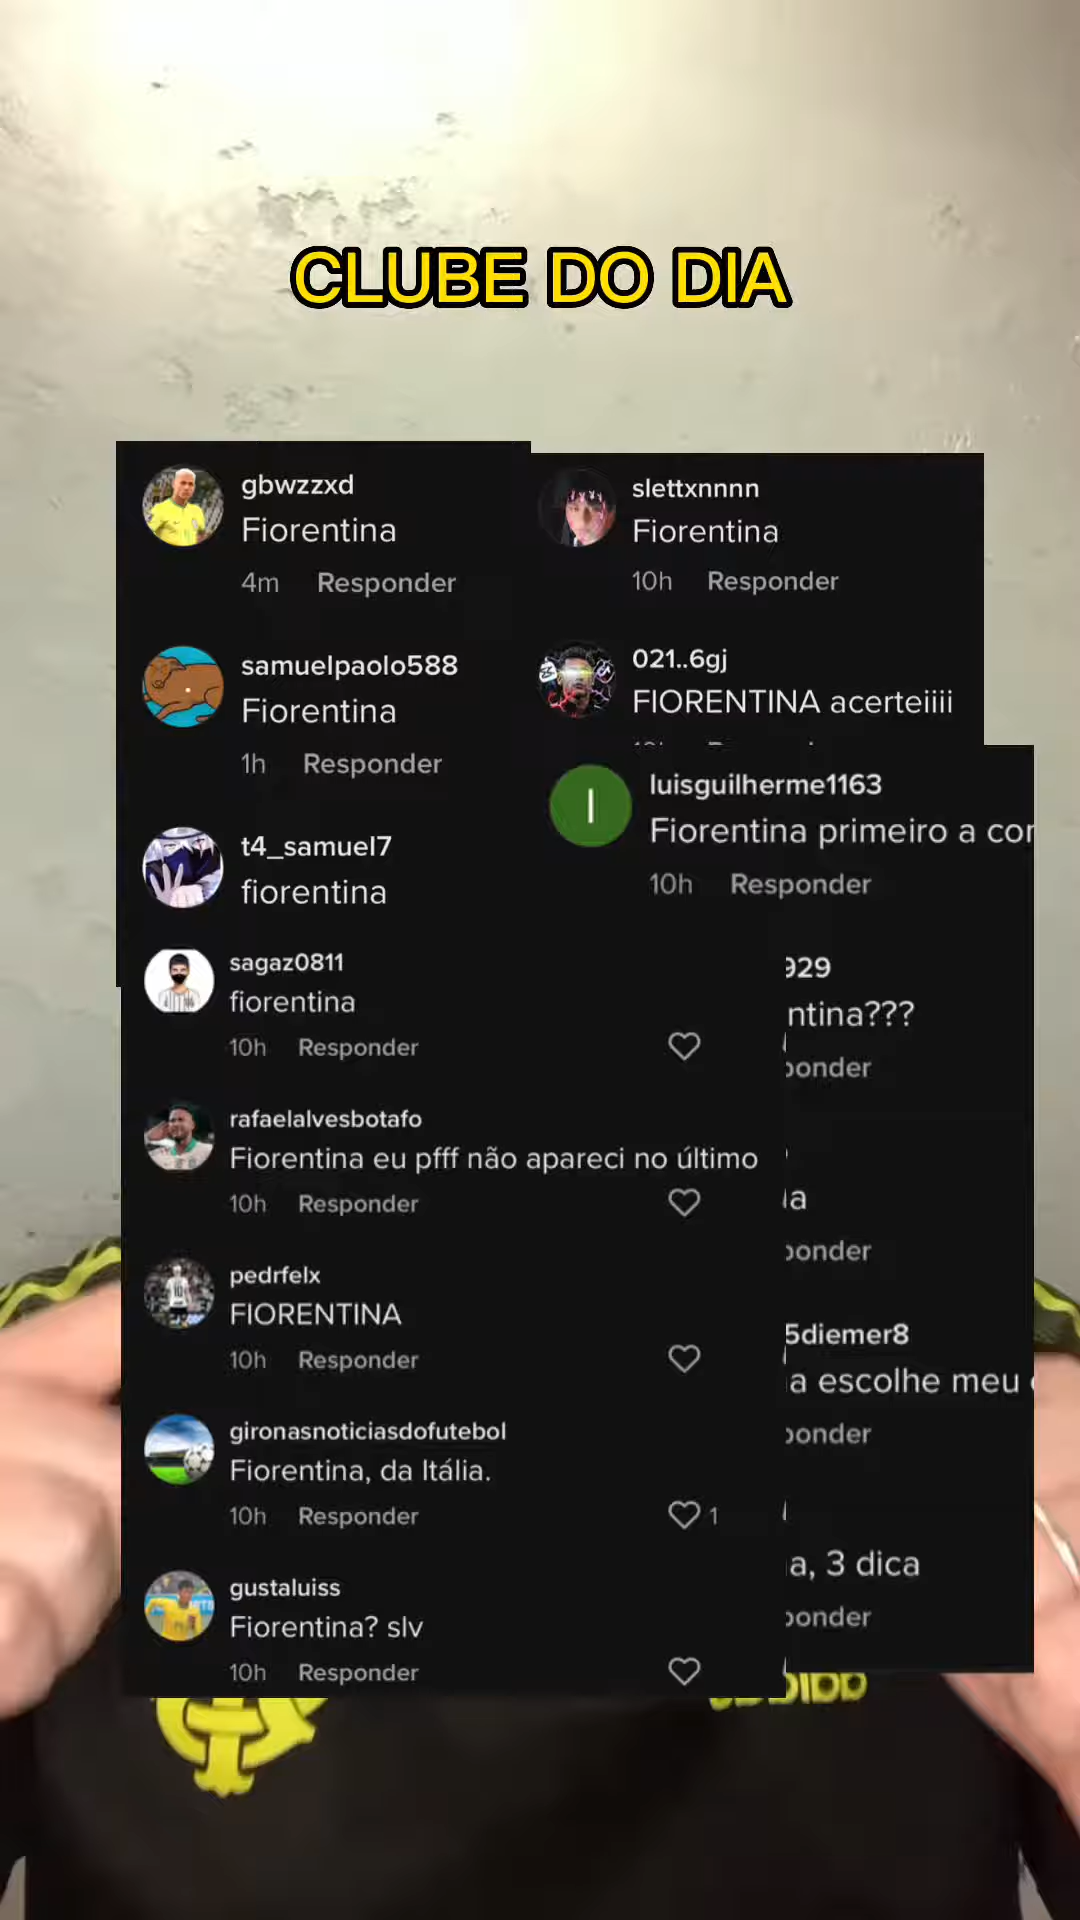 CLUBE DO DIA
gbwzzxd
Fiorentina
4m Responder
samuelpaolo588
Fiorentina
1h Responder
t4_samuel7
fiorentina
slettxnnnn
Fiorentina
10h Responder
021..6gj
FIORENTINA acerteiiii
luisguilherme1163
Fiorentina primeiro a co
10h Responder
sagaz0811
fiorentina
10h Responder
rafaelalvesbotafo
Fiorentina eu pfff não apareci no último
10h Responder
pedrfelx
FIORENTINA
10h Responder
gironasnoticiasdofutebol
Fiorentina, da Itália.
10h Responder
1
gustaluiss
Fiorentina? slv
10h Responder
929
ntina???
ponder
a
ponder
5diemer8
a escolhe meu
ponder
a, 3 dica
ponder